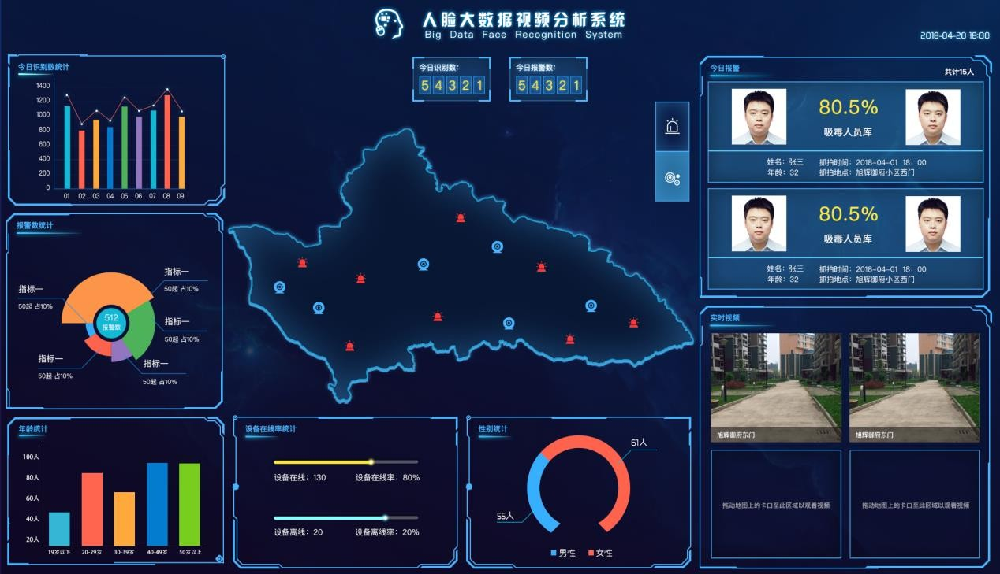 人脸大数据视频分析系统
Big Data Face Recognition System
2018-04-20 18:00
今日识别数统计
1400
1200
1000
800
600
400
200
0
01 02 03 04 05 06 07 08 09
今日识别数:
54321
今日报警数:
54321
今日报警
共计15人
80.5%
吸毒人员库
姓名: 张三 抓拍时间: 2018-04-01 18: 00
年龄: 32 抓拍地点: 旭辉御府小区西门
80.5%
吸毒人员库
姓名: 张三 抓拍时间: 2018-04-01 18: 00
年龄: 32 抓拍地点: 旭辉御府小区西门
报警数统计
指标一
50起 占10%
指标一
50起 占10%
指标一
50起 占10%
指标一
50起 占10%
指标一
50起 占10%
512
报警数
实时视频
旭辉御府东门
旭辉御府东门
拖动地图上的卡口至此区域以观看视频
拖动地图上的卡口至此区域以观看视频
年龄统计
100人
80人
60人
40人
20人
19岁以下 20-29岁 30-39岁 40-49岁 50岁以上
设备在线率统计
设备在线: 130 设备在线率: 80%
设备离线: 20 设备离线率: 20%
性别统计
61人
55人
男性 女性